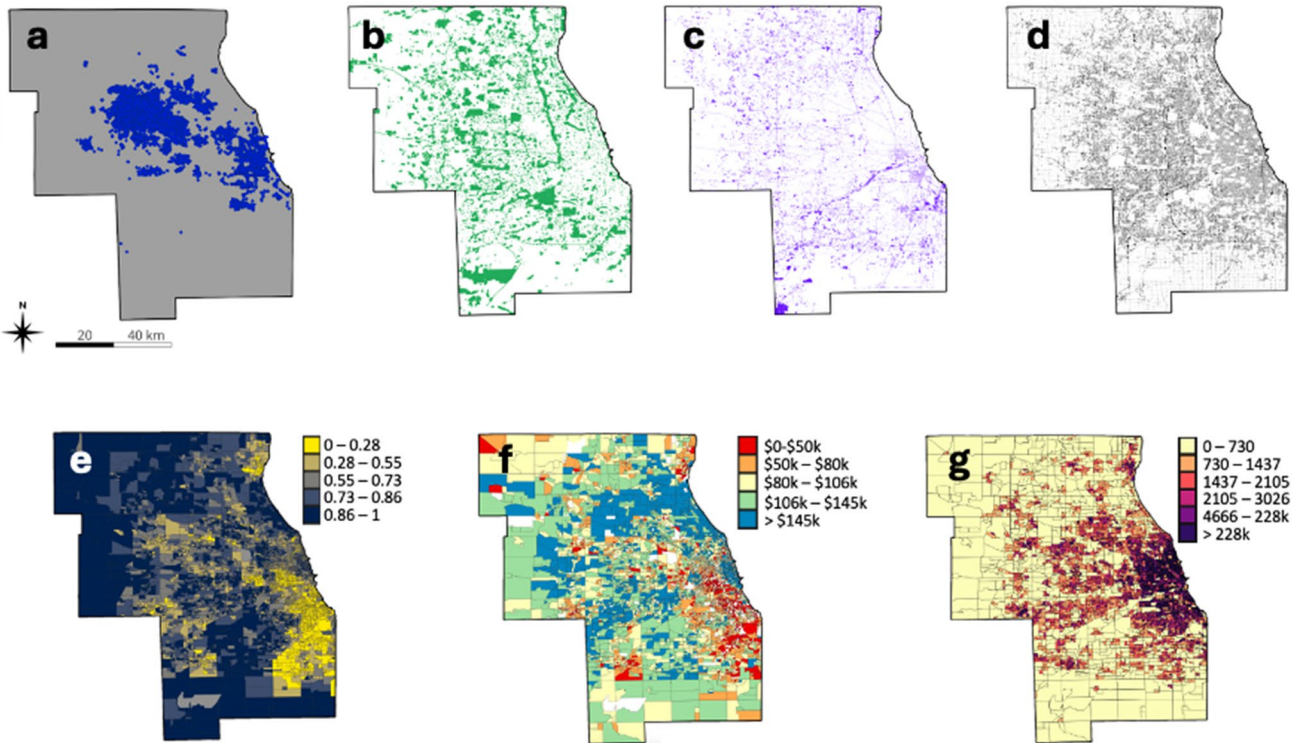 a
b
c
d
N
20 40 km
e
0 – 0.28
0.28 – 0.55
0.55 – 0.73
0.73 – 0.86
0.86 – 1
f
$0-$50k
$50k – $80k
$80k – $106k
$106k – $145k
> $145k
g
0 – 730
730 – 1437
1437 – 2105
2105 – 3026
4666 – 228k
> 228k